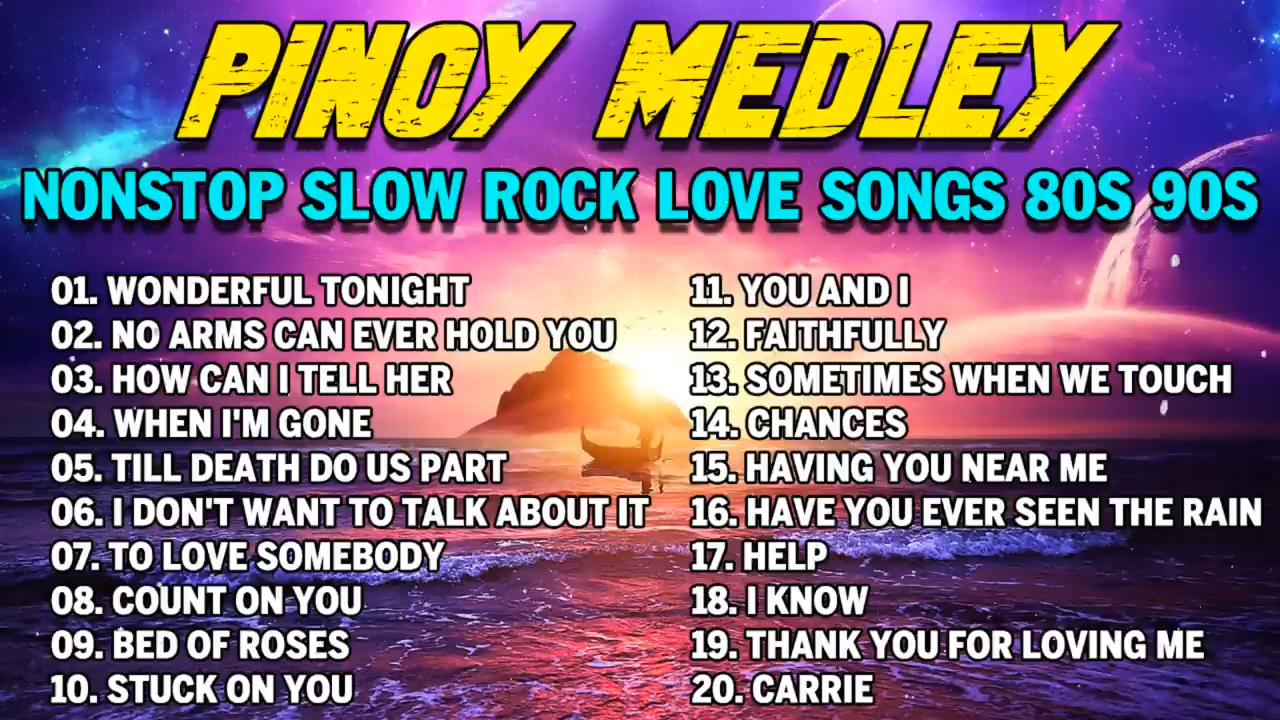 PINOY MEDLEY
NONSTOP SLOW ROCK LOVE SONGS 80S 90S
01. WONDERFUL TONIGHT
02. NO ARMS CAN EVER HOLD YOU
03. HOW CAN I TELL HER
04. WHEN I'M GONE
05. TILL DEATH DO US PART
06. I DON'T WANT TO TALK ABOUT IT
07. TO LOVE SOMEBODY
08. COUNT ON YOU
09. BED OF ROSES
10. STUCK ON YOU
11. YOU AND I
12. FAITHFULLY
13. SOMETIMES WHEN WE TOUCH
14. CHANCES
15. HAVING YOU NEAR ME
16. HAVE YOU EVER SEEN THE RAIN
17. HELP
18. I KNOW
19. THANK YOU FOR LOVING ME
20. CARRIE